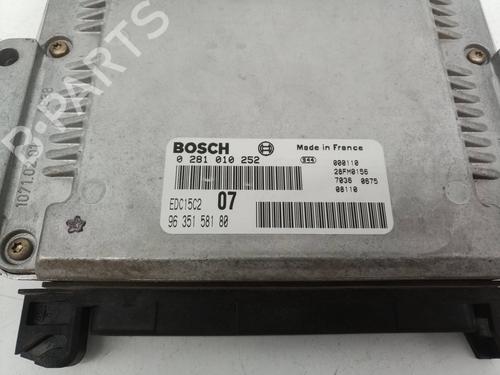 B-PARTS
BOSCH
Made in France
0 281 010 252
000110
28FM0156
7036 0675
08110
EDC15C2
07
96 351 581 80